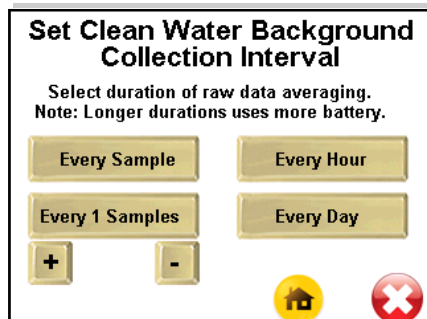 Set Clean Water Background
Collection Interval
Select duration of raw data averaging.
Note: Longer durations uses more battery.
Every Sample
Every Hour
Every 1 Samples
Every Day
+
-